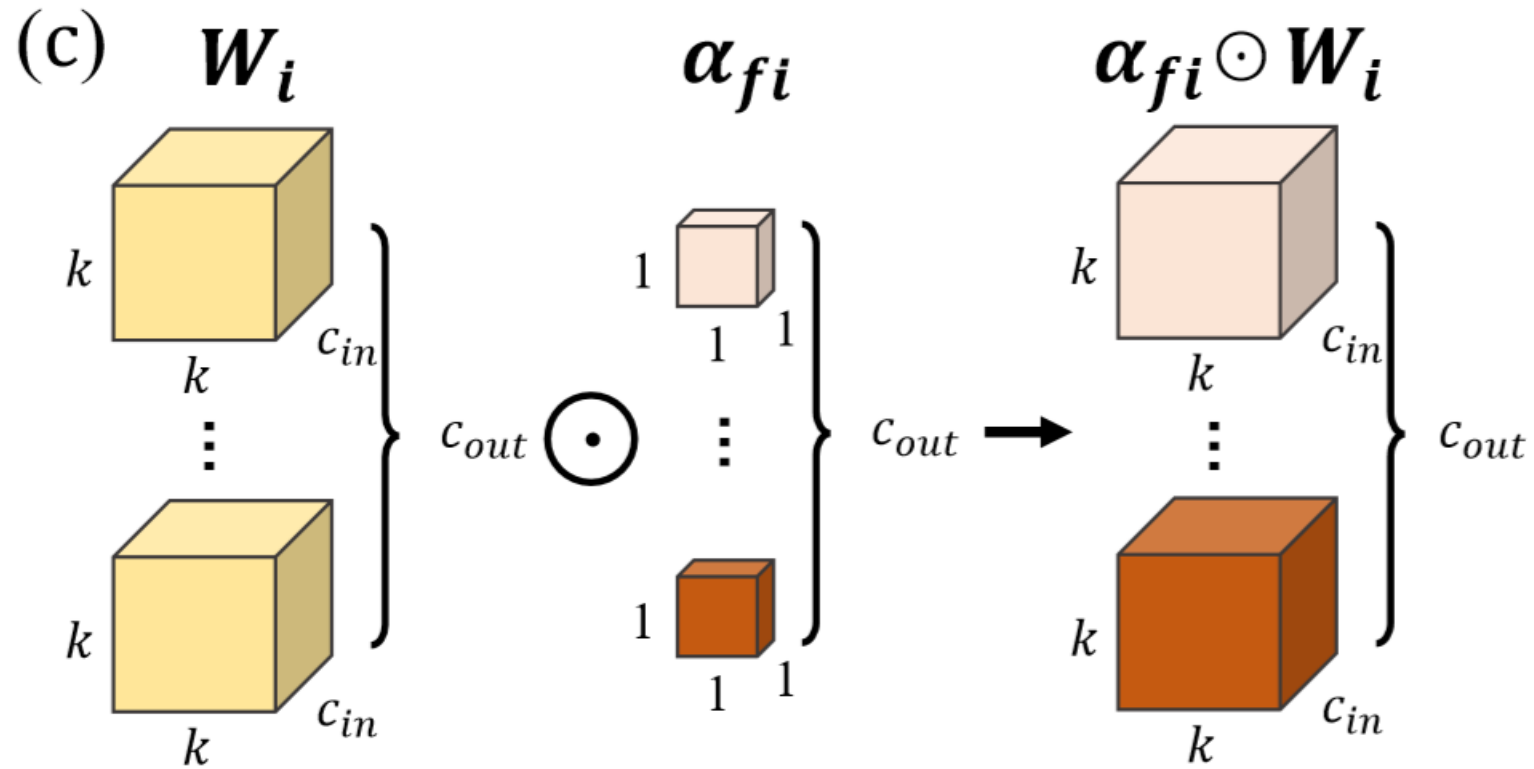 (c) W_i α_fi α_fi ⊙ W_i
k 1 k
c_in 1 c_in
k 1 k
⋮ c_out ⊙ ⋮ c_out → ⋮ c_out
k 1 k
c_in 1 c_in
k 1 k